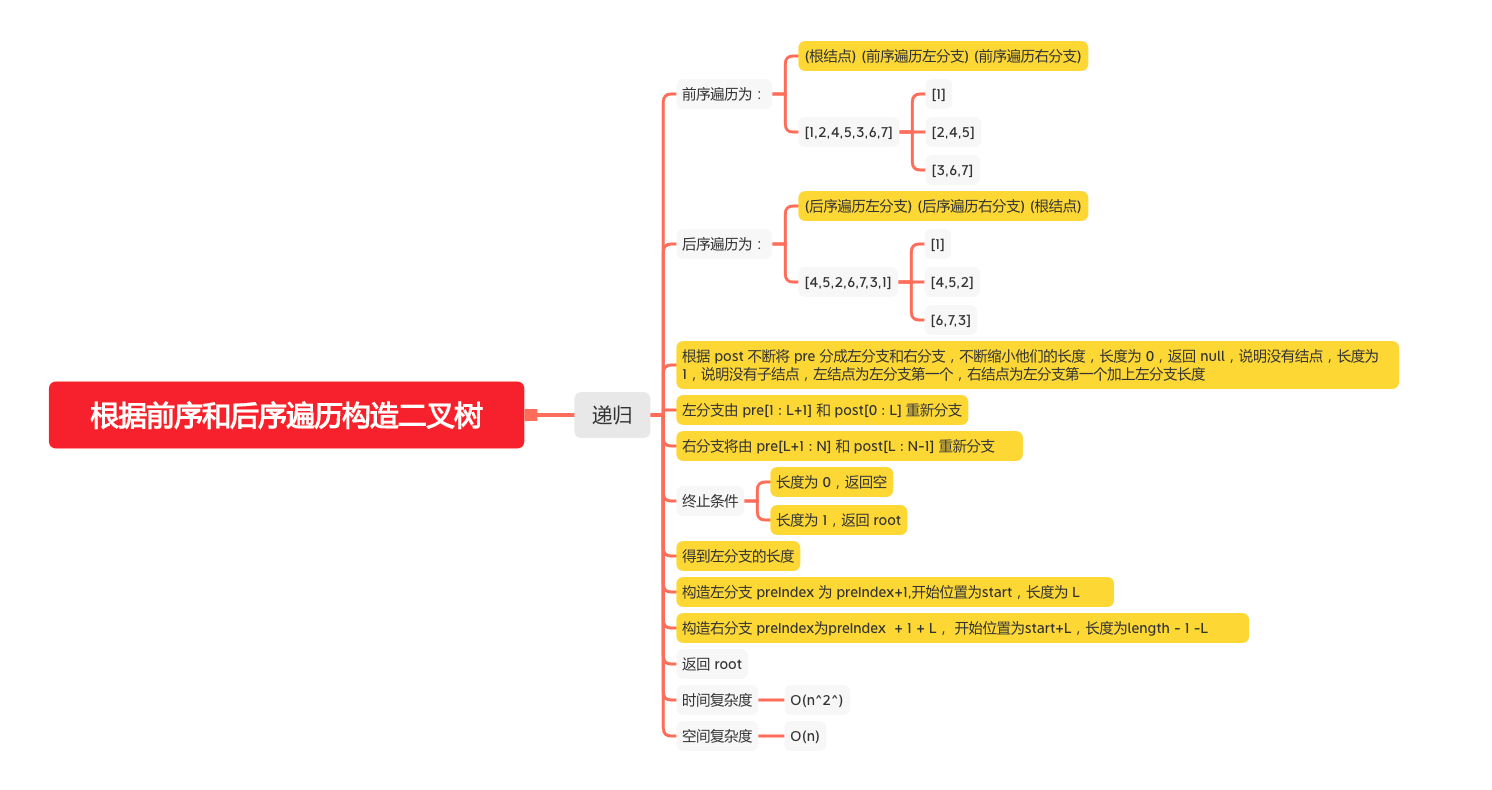 根据前序和后序遍历构造二叉树
递归
前序遍历为：
(根结点) (前序遍历左分支) (前序遍历右分支)
[1,2,4,5,3,6,7]
[1]
[2,4,5]
[3,6,7]
后序遍历为：
(后序遍历左分支) (后序遍历右分支) (根结点)
[4,5,2,6,7,3,1]
[1]
[4,5,2]
[6,7,3]
根据 post 不断将 pre 分成左分支和右分支，不断缩小他们的长度，长度为 0，返回 null，说明没有结点，长度为
1，说明没有子结点，左结点为左分支第一个，右结点为左分支第一个加上左分支长度
左分支由 pre[1 : L+1] 和 post[0 : L] 重新分支
右分支将由 pre[L+1 : N] 和 post[L : N-1] 重新分支
终止条件
长度为 0，返回空
长度为 1，返回 root
得到左分支的长度
构造左分支 preIndex 为 preIndex+1,开始位置为start，长度为 L
构造右分支 preIndex为preIndex + 1 + L， 开始位置为start+L，长度为length - 1 -L
返回 root
时间复杂度
O(n^2^)
空间复杂度
O(n)